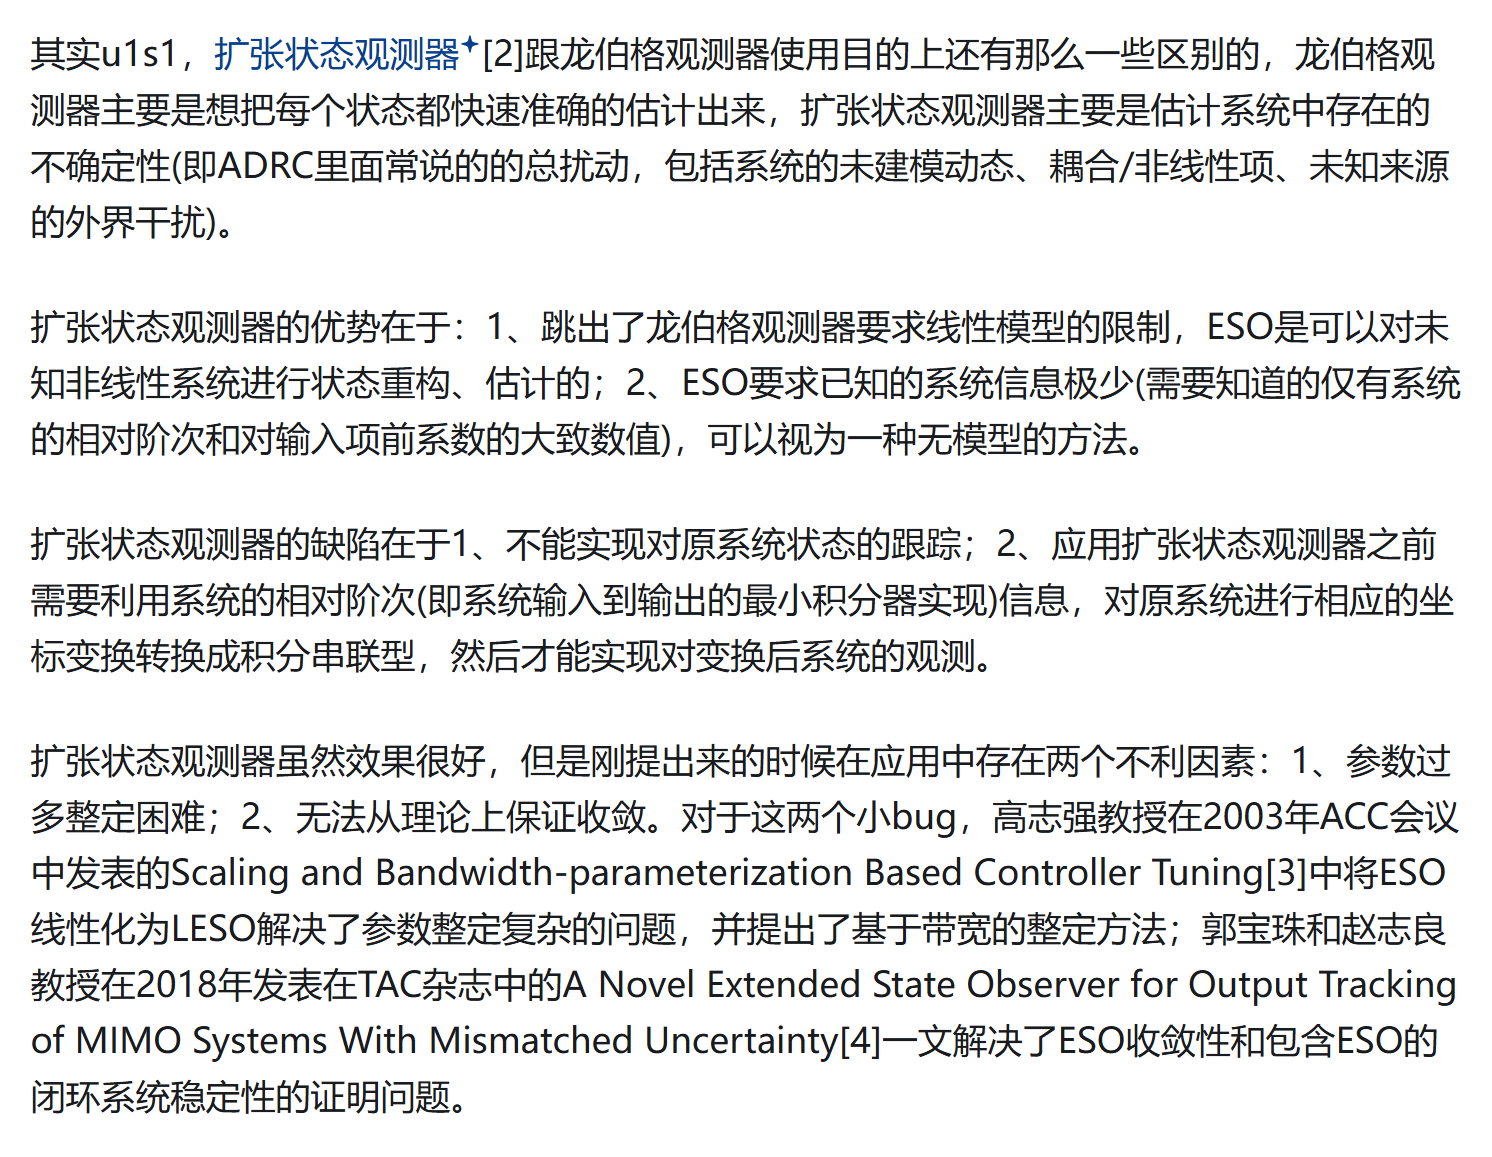 其实u1s1，扩张状态观测器[2]跟龙伯格观测器使用目的上还有那么一些区别的，龙伯格观
测器主要是想把每个状态都快速准确的估计出来，扩张状态观测器主要是估计系统中存在的
不确定性(即ADRC里面常说的的总扰动，包括系统的未建模动态、耦合/非线性项、未知来源
的外界干扰)。
扩张状态观测器的优势在于：1、跳出了龙伯格观测器要求线性模型的限制，ESO是可以对未
知非线性系统进行状态重构、估计的；2、ESO要求已知的系统信息极少(需要知道的仅有系统
的相对阶次和对输入项前系数的大致数值)，可以视为一种无模型的方法。
扩张状态观测器的缺陷在于1、不能实现对原系统状态的跟踪；2、应用扩张状态观测器之前
需要利用系统的相对阶次(即系统输入到输出的最小积分器实现)信息，对原系统进行相应的坐
标变换转换成积分串联型，然后才能实现对变换后系统的观测。
扩张状态观测器虽然效果很好，但是刚提出来的时候在应用中存在两个不利因素：1、参数过
多整定困难；2、无法从理论上保证收敛。对于这两个小bug，高志强教授在2003年ACC会议
中发表的Scaling and Bandwidth-parameterization Based Controller Tuning[3]中将ESO
线性化为LESO解决了参数整定复杂的问题，并提出了基于带宽的整定方法；郭宝珠和赵志良
教授在2018年发表在TAC杂志中的A Novel Extended State Observer for Output Tracking
of MIMO Systems With Mismatched Uncertainty[4]一文解决了ESO收敛性和包含ESO的
闭环系统稳定性的证明问题。